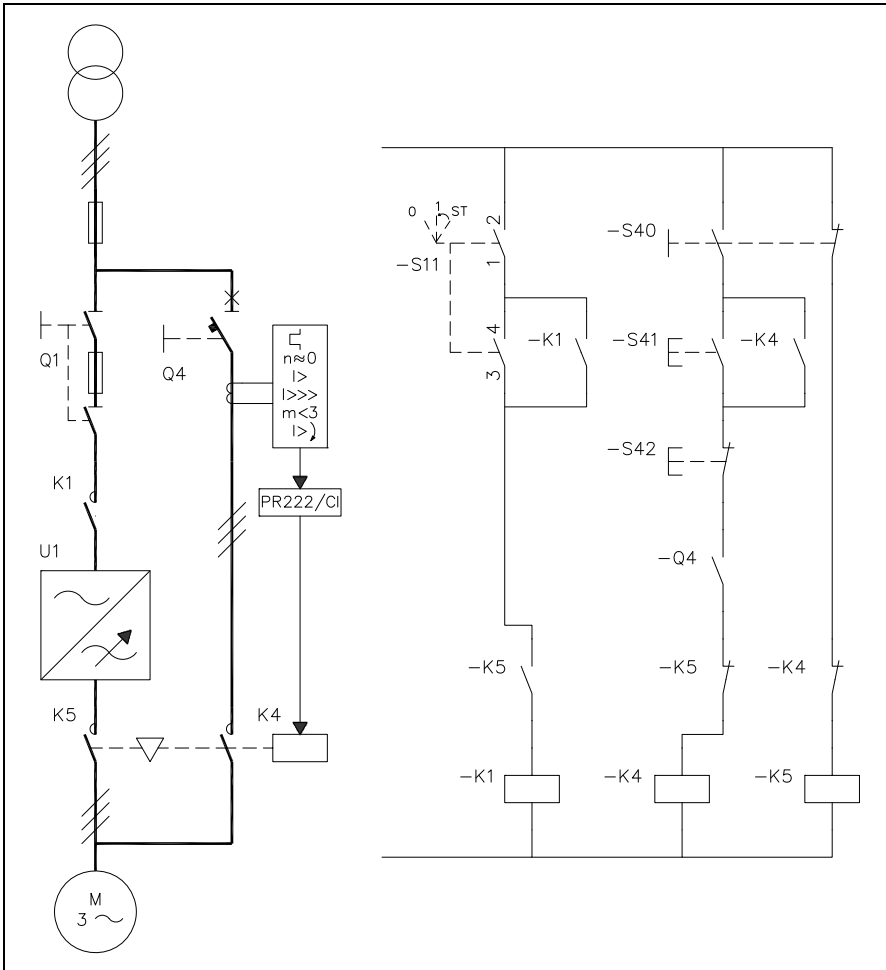 Q1
Q4
n≈0
I>
I>>>
m<3
I>
PR222/CI
K1
U1
K5
K4
M
3
0
1
ST
2
-S11
1
4
-K1
3
-K5
-K1
-S40
-S41
-K4
-S42
-Q4
-K5
-K4
-K4
-K5